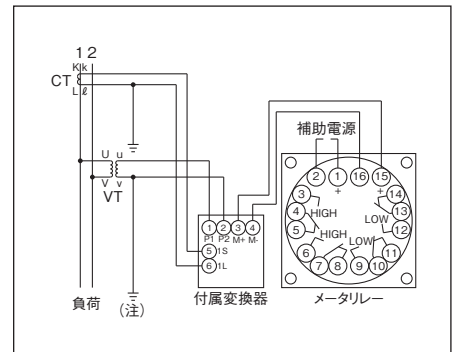 1 2
K k
CT
L ℓ
補助電源
U u
V v
VT
2 1 16 15
+ +
3 14
4 HIGH 13
5 LOW 12
HIGH LOW
6 11
7 8 9 10
1 2 3 4
P1 P2 M+ M-
5 1S
6 1L
負荷
(注)
付属変換器
メータリレー